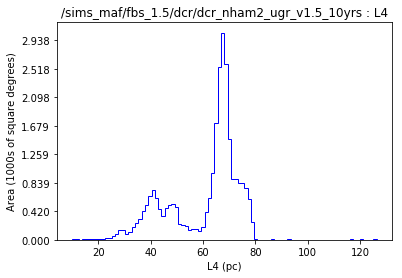 /sims_maf/fbs_1.5/dcr/dcr_nham2_ugr_v1.5_10yrs : L4
Area (1000s of square degrees)
2.938
2.518
2.098
1.679
1.259
0.839
0.420
0.000
20 40 60 80 100 120
L4 (pc)